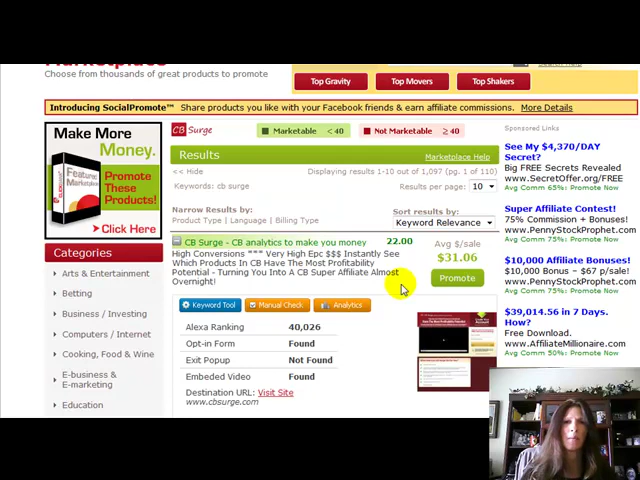 Marketplace
Choose from thousands of great products to promote
Top Gravity
Top Movers
Top Shakers
Introducing SocialPromote™ Share products you like with your Facebook friends & earn affiliate commissions. More Details
Make More
Money.
Promote
These
Products!
Click Here
CB Surge
Marketable < 40
Not Marketable ≥ 40
Results
Marketplace Help
<< Hide
Displaying results 1-10 out of 1,097 (pg. 1 of 110)
Keywords: cb surge
Results per page: 10
Narrow Results by:
Product Type | Language | Billing Type
Sort results by:
Keyword Relevance
CB Surge - CB analytics to make you money
22.00
High Conversions *** Very High Epc $$$ Instantly See
Which Products In CB Have The Most Profitability
Potential - Turning You Into A CB Super Affiliate Almost
Overnight!
Avg $/sale
$31.06
Promote
Keyword Tool
Manual Check
Analytics
Alexa Ranking 40,026
Opt-in Form Found
Exit Popup Not Found
Embeded Video Found
Destination URL: Visit Site
www.cbsurge.com
Categories
Arts & Entertainment
Betting
Business / Investing
Computers / Internet
Cooking, Food & Wine
E-business &
E-marketing
Education
Sponsored Links
See My $4,370/DAY
Secret?
Big FREE Secrets Revealed
www.SecretOffer.org/FREE
Avg Comm 65%: Promote Now
Super Affiliate Contest!
75% Commission + Bonuses!
www.PennyStockProphet.com
Avg Comm 75%: Promote Now
$10,000 Affiliate Bonuses!
$10,000 Bonus – $67 p/sale!
www.PennyStockProphet.com
Avg Comm 75%: Promote Now
$39,014.56 in 7 Days.
How?
Free Download.
www.AffiliateMillionaire.com
Avg Comm 50%: Promote Now